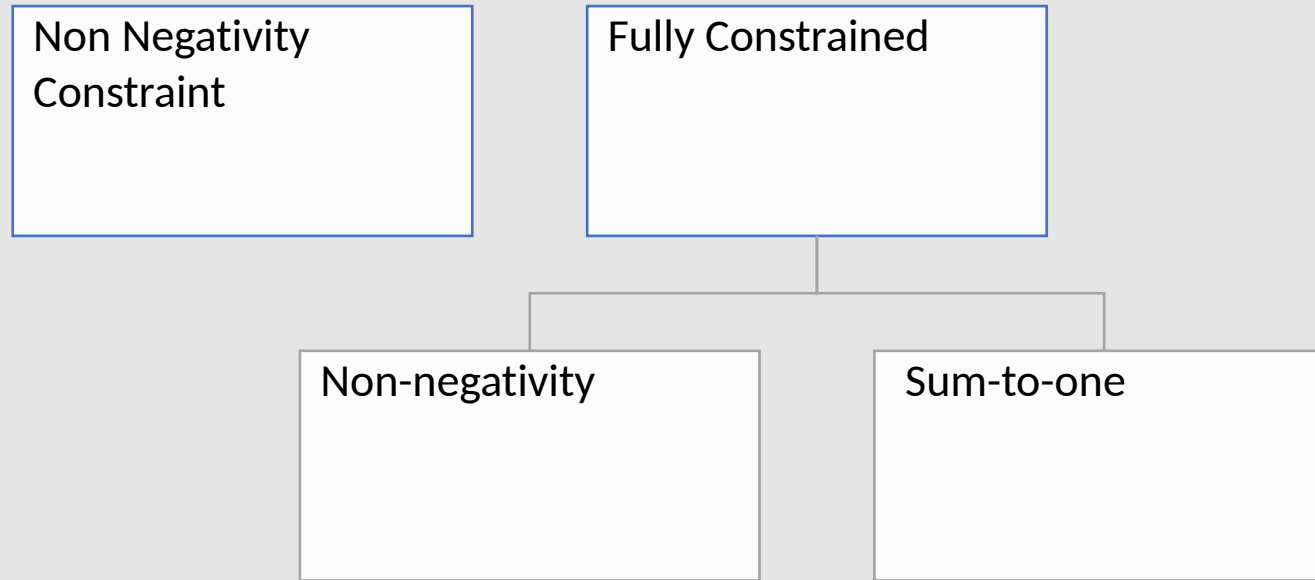 Non Negativity
Constraint
Fully Constrained
Non-negativity
Sum-to-one